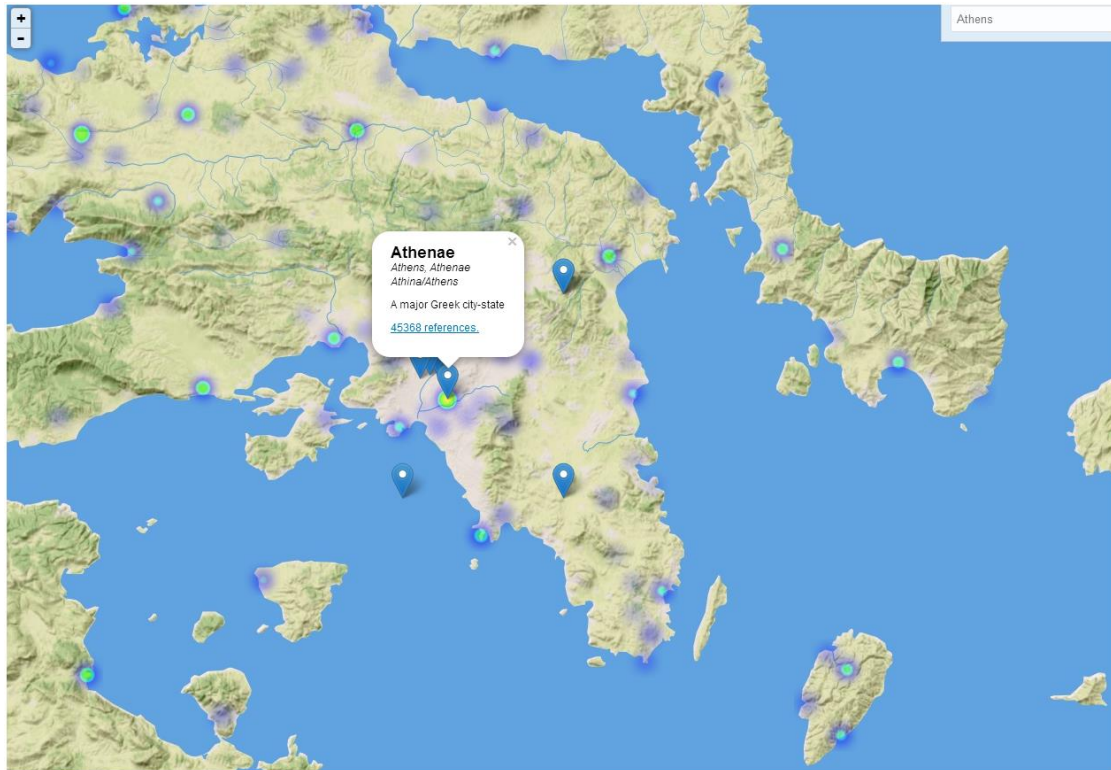 +
-
Athens
Athenae
×
Athens, Athenae
Athina/Athens
A major Greek city-state
45368 references.